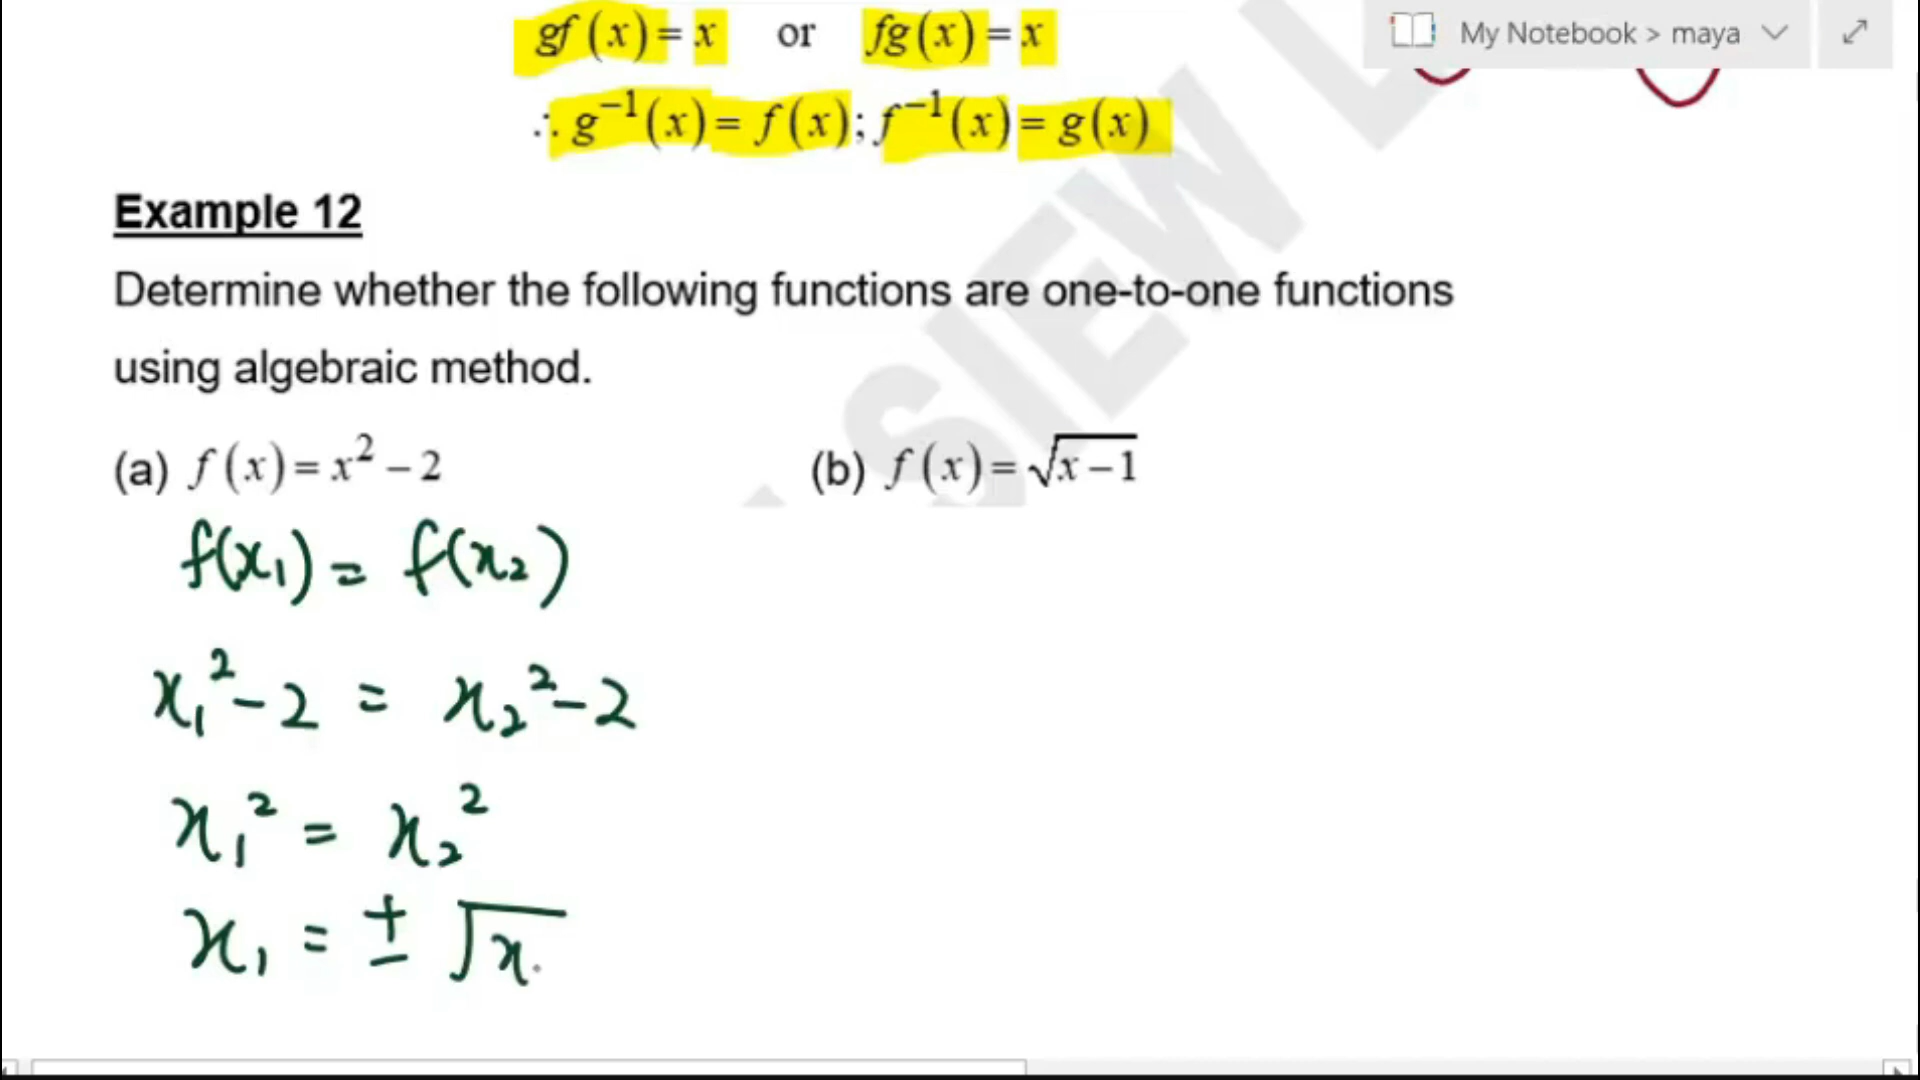 gf(x) = x or fg(x) = x
My Notebook > maya
∴ g⁻¹(x) = f(x); f⁻¹(x) = g(x)
Example 12
Determine whether the following functions are one-to-one functions
using algebraic method.
(a) f(x) = x² − 2 (b) f(x) = √(x − 1)
f(x₁) = f(x₂)
x₁² − 2 = x₂² − 2
x₁² = x₂²
x₁ = ± √x
SIEW L